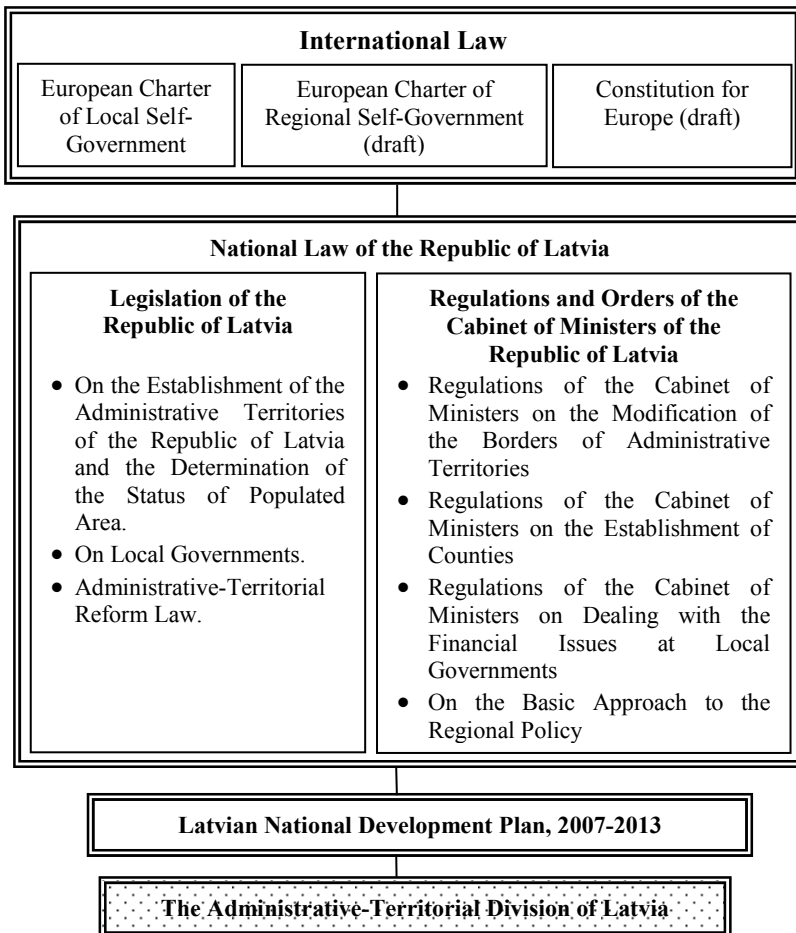 International Law
European Charter
of Local Self-
Government
European Charter of
Regional Self-Government
(draft)
Constitution for
Europe (draft)
National Law of the Republic of Latvia
Legislation of the
Republic of Latvia
• On the Establishment of the
Administrative Territories
of the Republic of Latvia
and the Determination of
the Status of Populated
Area.
• On Local Governments.
• Administrative-Territorial
Reform Law.
Regulations and Orders of the
Cabinet of Ministers of the
Republic of Latvia
• Regulations of the Cabinet of
Ministers on the Modification of
the Borders of Administrative
Territories
• Regulations of the Cabinet of
Ministers on the Establishment of
Counties
• Regulations of the Cabinet of
Ministers on Dealing with the
Financial Issues at Local
Governments
• On the Basic Approach to the
Regional Policy
Latvian National Development Plan, 2007-2013
The Administrative-Territorial Division of Latvia